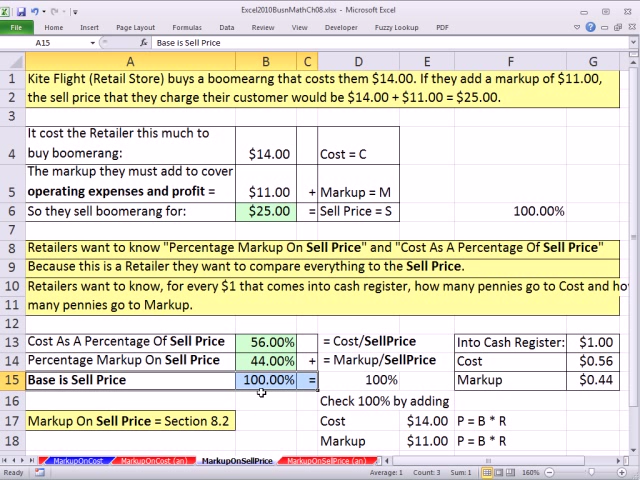 Excel2010BusnMathCh08.xlsx - Microsoft Excel
File Home Insert Page Layout Formulas Data Review View Developer Fuzzy Lookup PDF
A15 fx Base is Sell Price
A B C D E F G
1 Kite Flight (Retail Store) buys a boomearng that costs them $14.00. If they add a markup of $11.00,
2 the sell price that they charge their customer would be $14.00 + $11.00 = $25.00.
3
It cost the Retailer this much to
4 buy boomerang: $14.00 Cost = C
The markup they must add to cover
5 operating expenses and profit = $11.00 + Markup = M
6 So they sell boomerang for: $25.00 = Sell Price = S 100.00%
7
8 Retailers want to know "Percentage Markup On Sell Price" and "Cost As A Percentage Of Sell Price"
9 Because this is a Retailer they want to compare everything to the Sell Price.
10 Retailers want to know, for every $1 that comes into cash register, how many pennies go to Cost and ho
11 many pennies go to Markup.
12
13 Cost As A Percentage Of Sell Price 56.00% = Cost/SellPrice Into Cash Register: $1.00
14 Percentage Markup On Sell Price 44.00% + = Markup/SellPrice Cost $0.56
15 Base is Sell Price 100.00% = 100% Markup $0.44
16 Check 100% by adding
17 Markup On Sell Price = Section 8.2 Cost $14.00 P = B * R
18 Markup $11.00 P = B * R
MarkupOnCost MarkupOnCost (an) MarkupOnSellPrice MarkupOnSellPrice (an)
Ready Average: 1 Count: 3 Sum: 1 160%